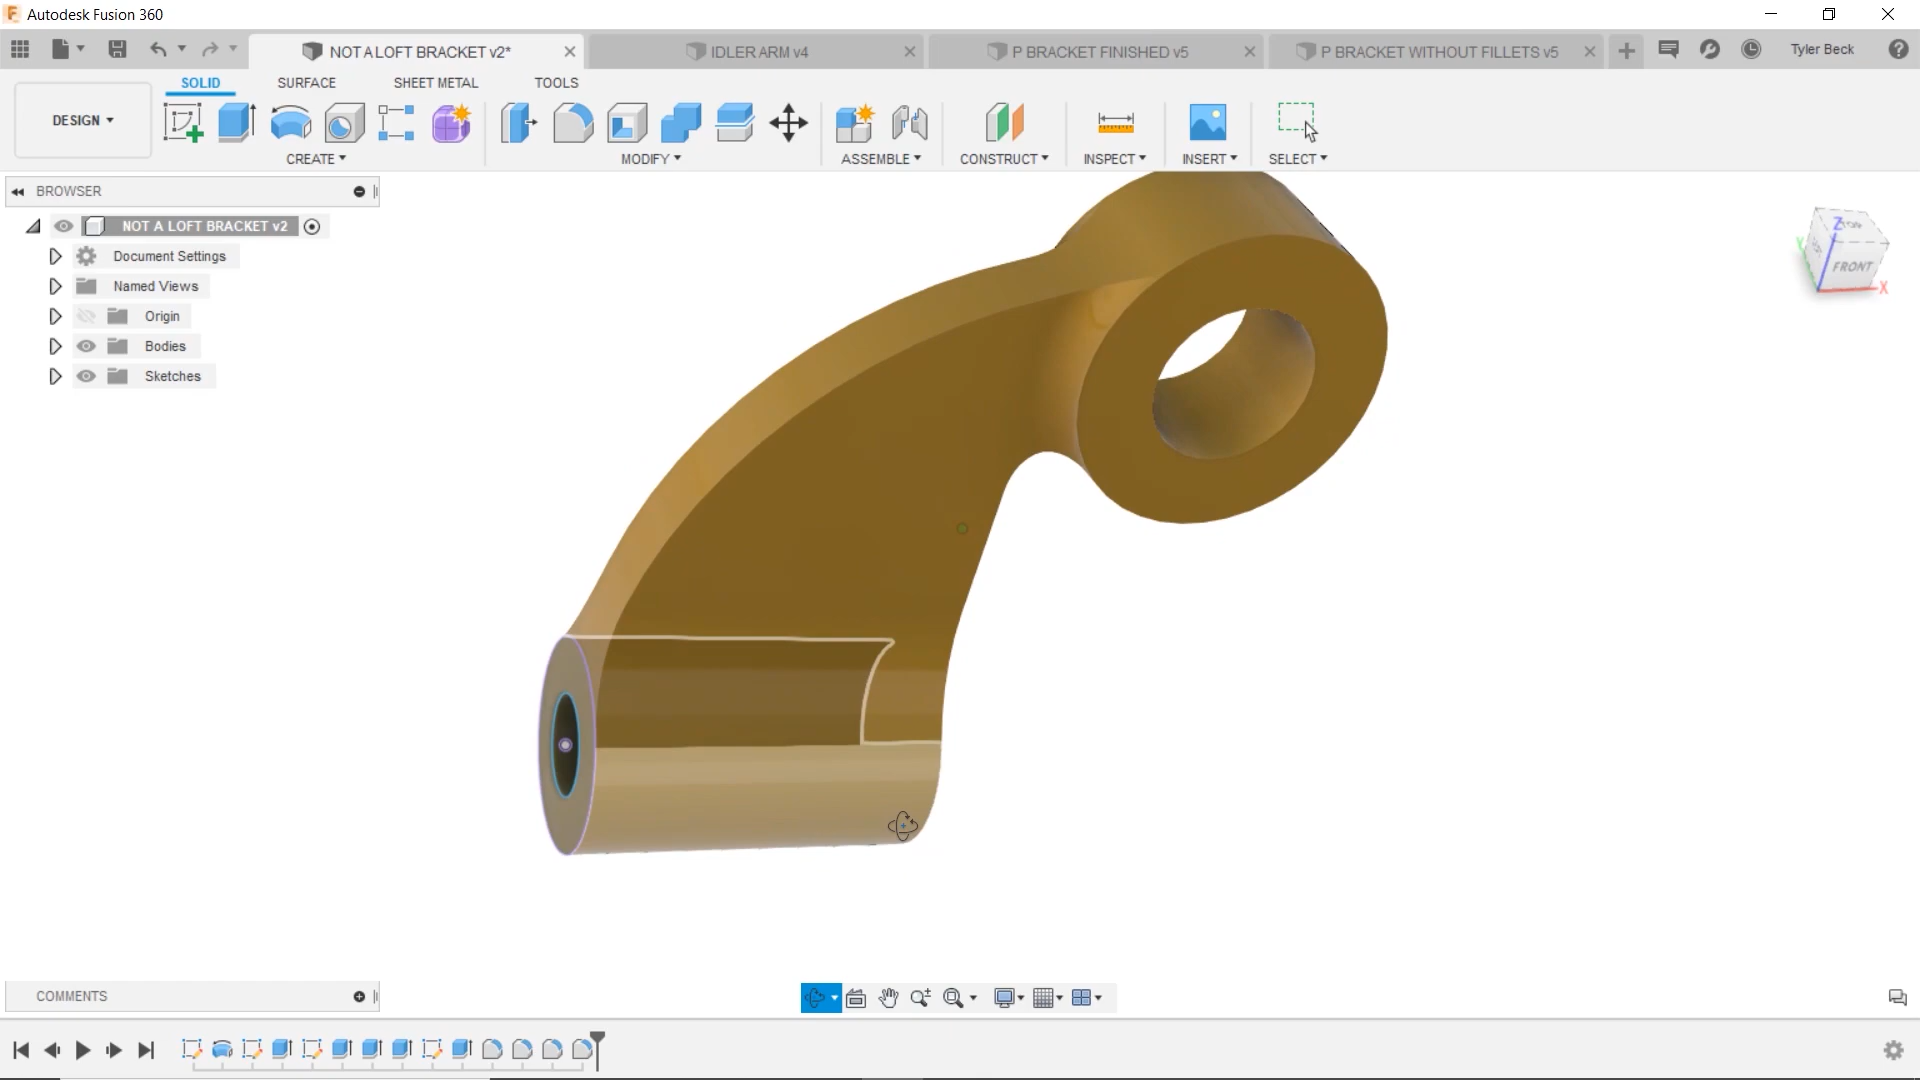 Autodesk Fusion 360
NOT A LOFT BRACKET v2*
IDLER ARM v4
P BRACKET FINISHED v5
P BRACKET WITHOUT FILLETS v5
Tyler Beck
SOLID
SURFACE
SHEET METAL
TOOLS
DESIGN
CREATE
MODIFY
ASSEMBLE
CONSTRUCT
INSPECT
INSERT
SELECT
BROWSER
NOT A LOFT BRACKET v2
Document Settings
Named Views
Origin
Bodies
Sketches
Z
Y
FRONT
X
COMMENTS